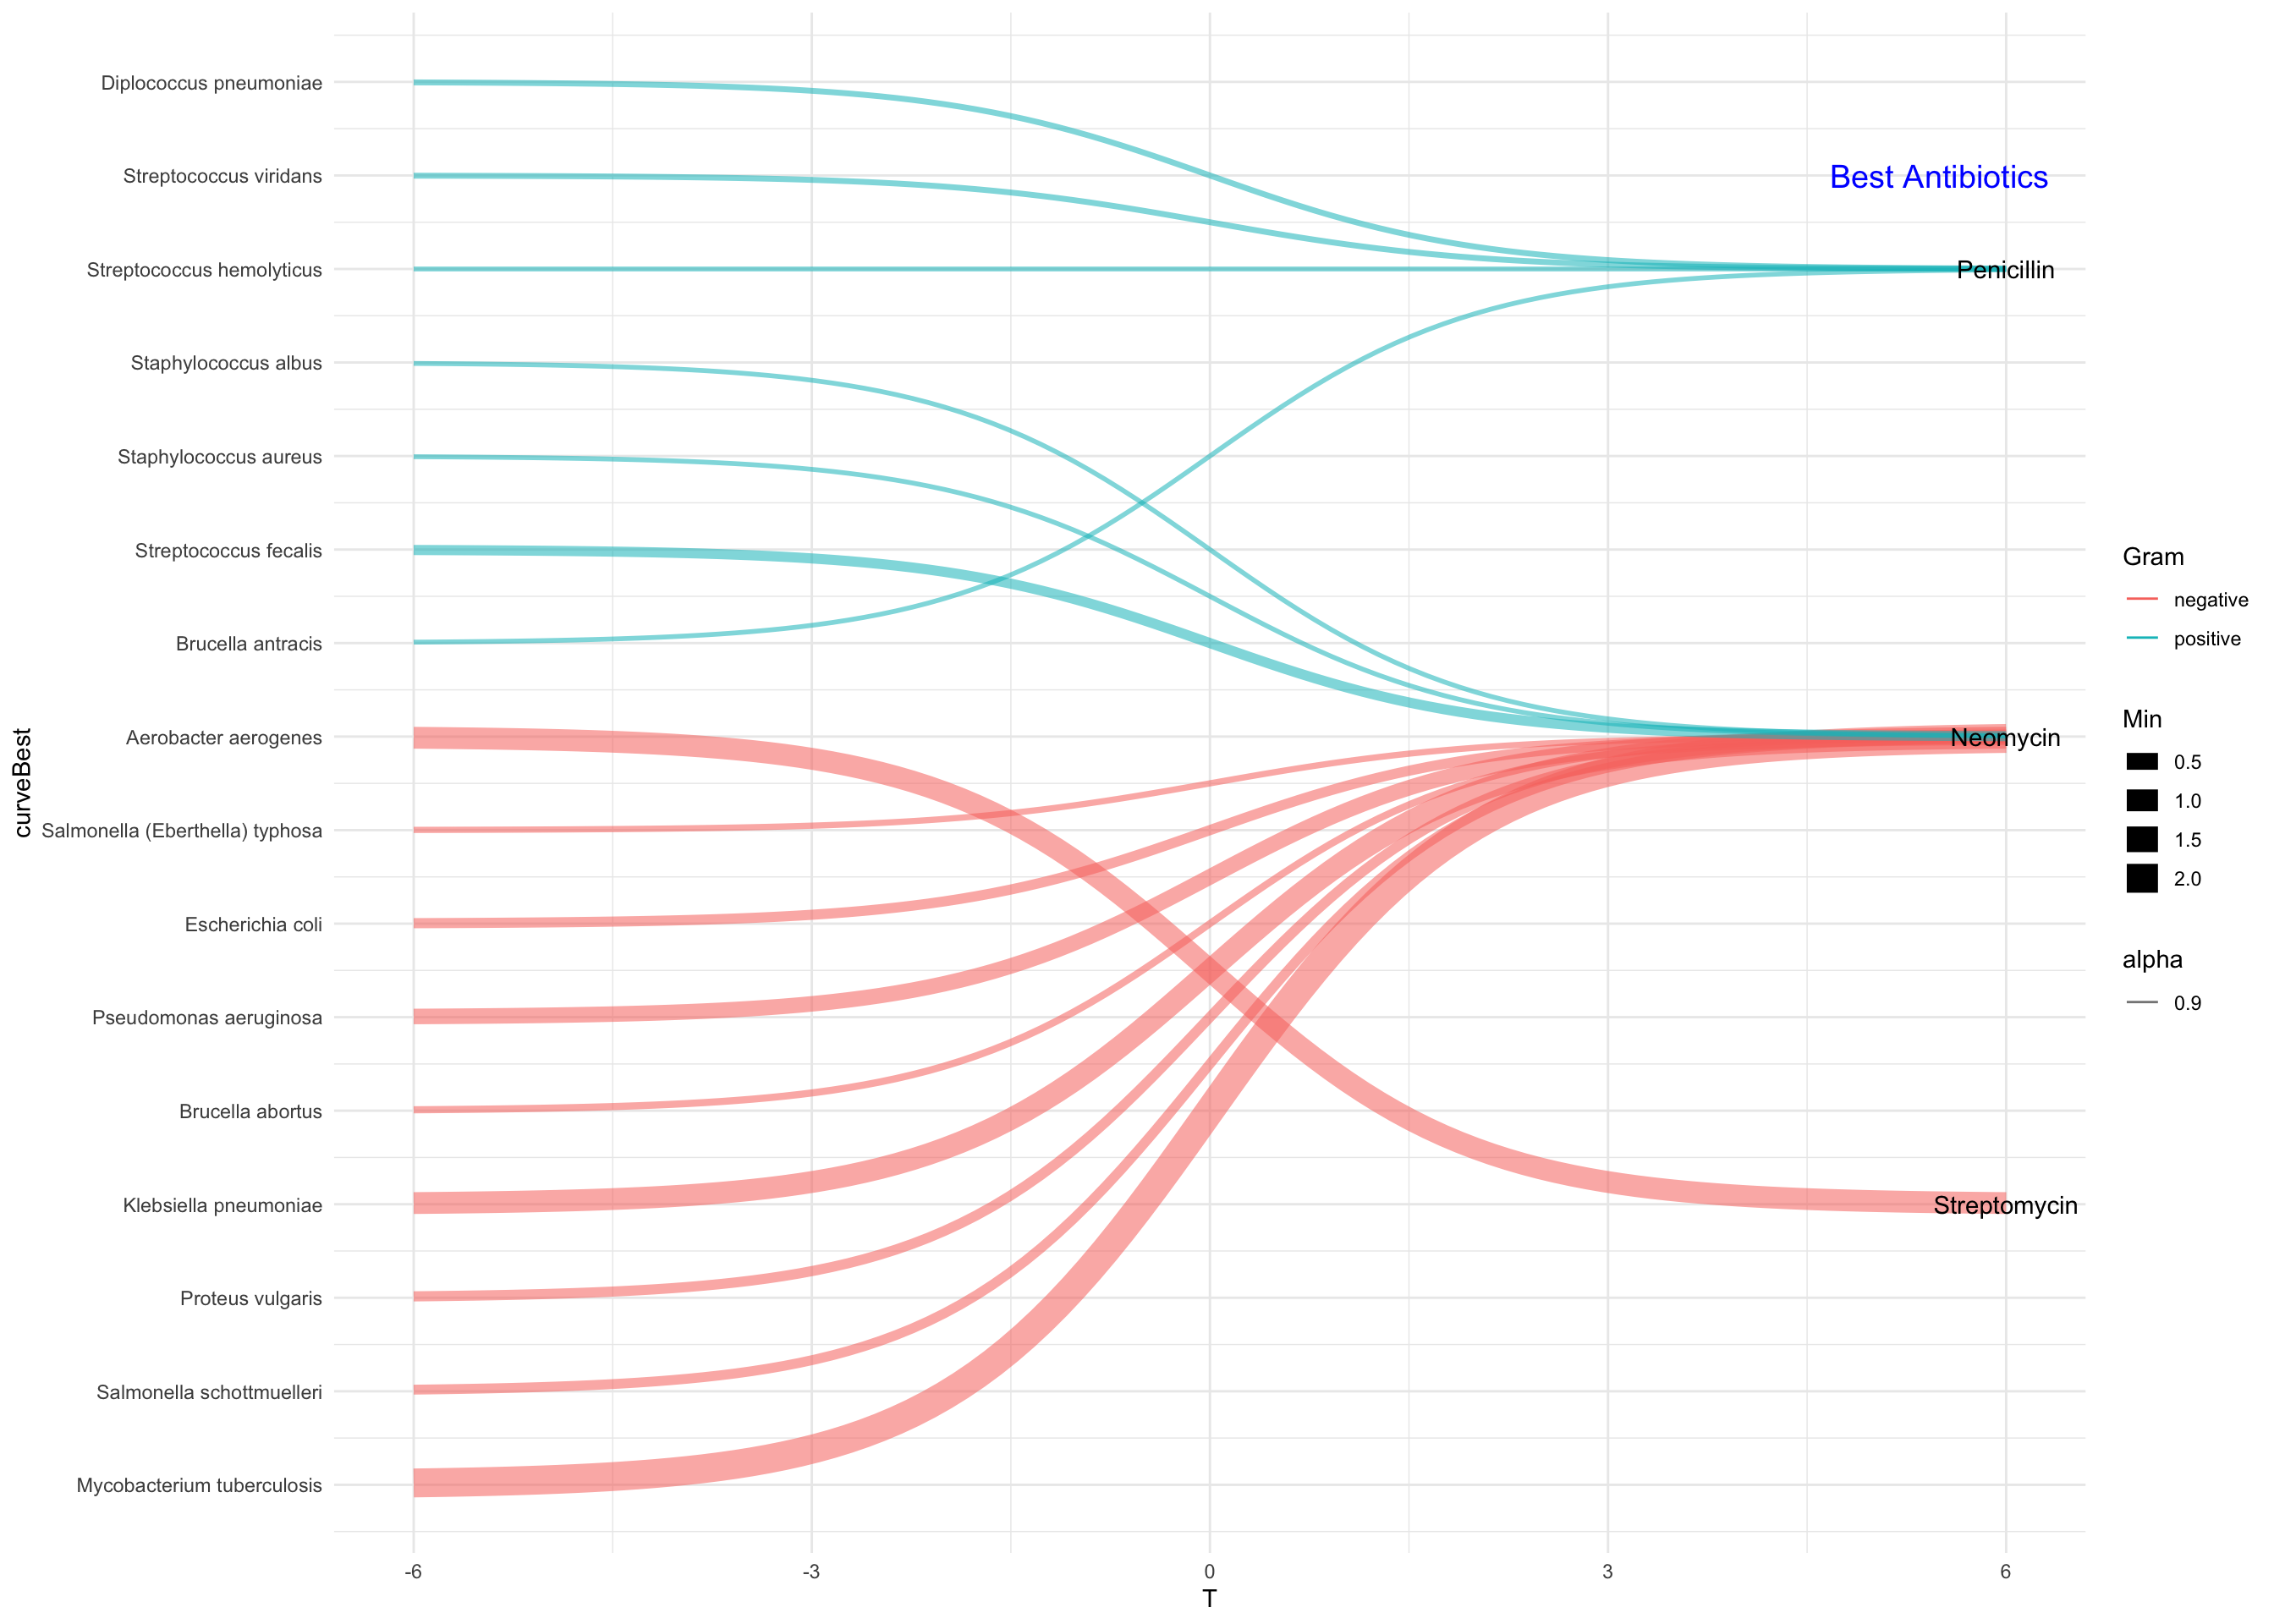 Diplococcus pneumoniae
Streptococcus viridans
Best Antibiotics
Streptococcus hemolyticus
Penicillin
Staphylococcus albus
Staphylococcus aureus
Streptococcus fecalis
Brucella antracis
Aerobacter aerogenes
Neomycin
Salmonella (Eberthella) typhosa
Escherichia coli
Pseudomonas aeruginosa
Brucella abortus
Klebsiella pneumoniae
Streptomycin
Proteus vulgaris
Salmonella schottmuelleri
Mycobacterium tuberculosis
curveBest
-6
-3
0
3
6
T
Gram
negative
positive
Min
0.5
1.0
1.5
2.0
alpha
0.9